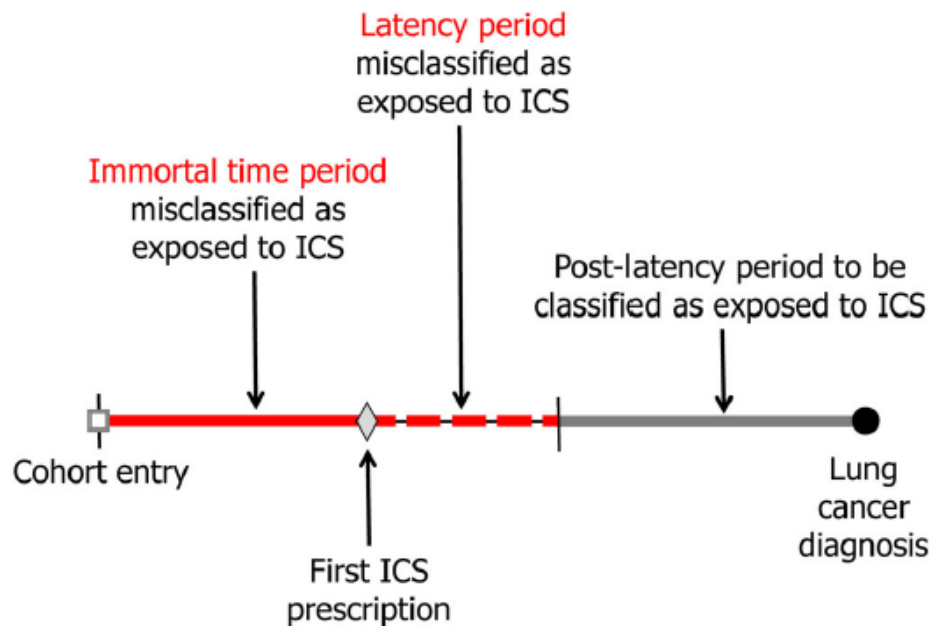 Latency period
misclassified as
exposed to ICS
Immortal time period
misclassified as
exposed to ICS
Post-latency period to be
classified as exposed to ICS
Cohort entry
First ICS
prescription
Lung
cancer
diagnosis